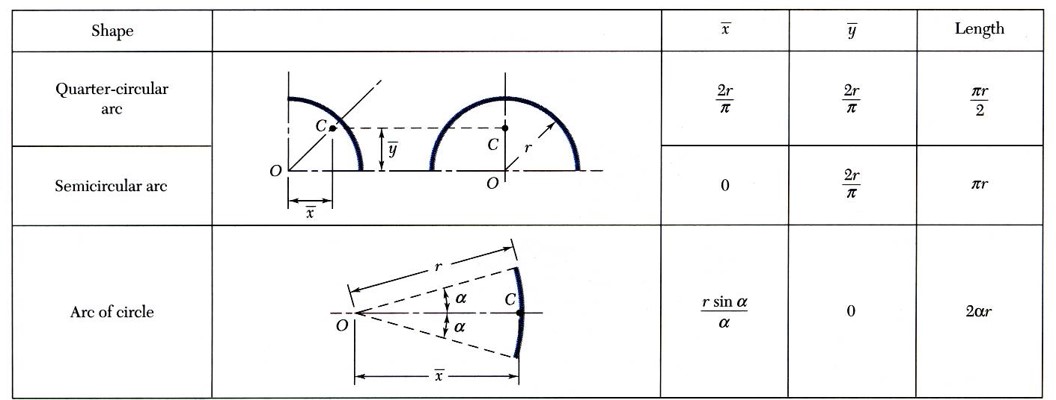 Shape x̄ ȳ Length
Quarter-circular arc 2r/π 2r/π πr/2
C
ȳ
C
r
O
O
x̄
Semicircular arc 0 2r/π πr
r
α
C
O
α
x̄
Arc of circle r sin α/α 0 2αr